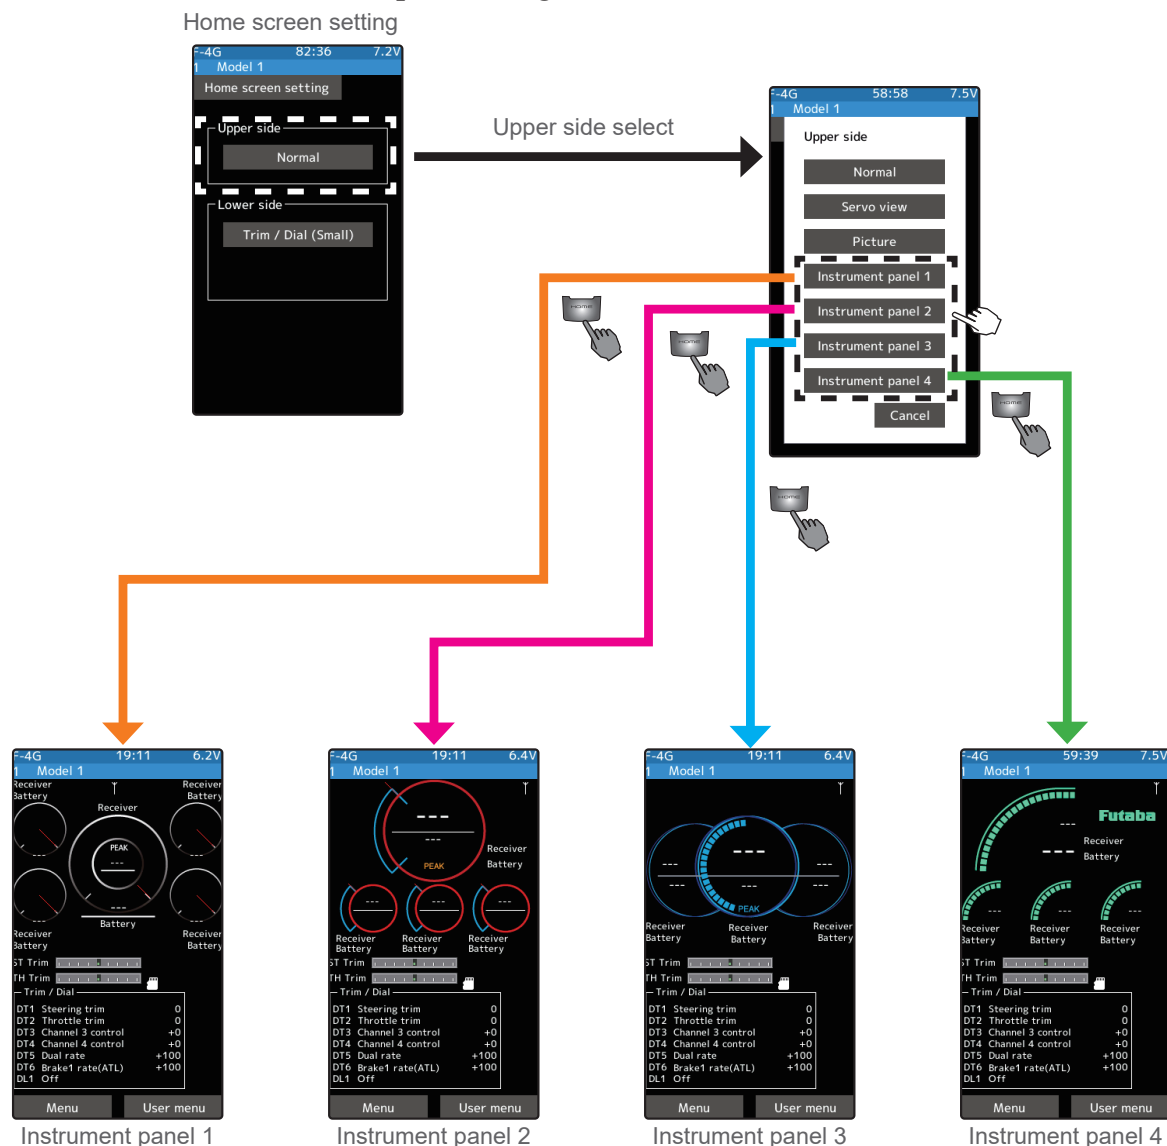 Home screen setting
F-4G 82:36 7.2V
1 Model 1
Home screen setting
Upper side
Normal
Lower side
Trim / Dial (Small)
Upper side select
F-4G 58:58 7.5V
1 Model 1
Upper side
Normal
Servo view
Picture
Instrument panel 1
Instrument panel 2
Instrument panel 3
Instrument panel 4
Cancel
HOME
HOME
HOME
HOME
F-4G 19:11 6.2V
1 Model 1
Receiver
Battery
Receiver
Battery
Receiver
PEAK
---
---
---
Battery
---
---
Receiver
Battery
Receiver
Battery
ST Trim
TH Trim
Trim / Dial
DT1 Steering trim 0
DT2 Throttle trim 0
DT3 Channel 3 control +0
DT4 Channel 4 control +0
DT5 Dual rate +100
DT6 Brake1 rate(ATL) +100
DL1 Off
Menu User menu
Instrument panel 1
F-4G 19:11 6.4V
1 Model 1
---
---
PEAK
Receiver
Battery
--- --- ---
Receiver Receiver Receiver
Battery Battery Battery
ST Trim
TH Trim
Trim / Dial
DT1 Steering trim 0
DT2 Throttle trim 0
DT3 Channel 3 control +0
DT4 Channel 4 control +0
DT5 Dual rate +100
DT6 Brake1 rate(ATL) +100
DL1 Off
Menu User menu
Instrument panel 2
F-4G 19:11 6.4V
1 Model 1
--- --- ---
--- --- ---
PEAK
Receiver Receiver Receiver
Battery Battery Battery
ST Trim
TH Trim
Trim / Dial
DT1 Steering trim 0
DT2 Throttle trim 0
DT3 Channel 3 control +0
DT4 Channel 4 control +0
DT5 Dual rate +100
DT6 Brake1 rate(ATL) +100
DL1 Off
Menu User menu
Instrument panel 3
F-4G 59:39 7.5V
1 Model 1
Futaba
---
--- Receiver
Battery
--- --- ---
Receiver Receiver Receiver
Battery Battery Battery
ST Trim
TH Trim
Trim / Dial
DT1 Steering trim 0
DT2 Throttle trim 0
DT3 Channel 3 control +0
DT4 Channel 4 control +0
DT5 Dual rate +100
DT6 Brake1 rate(ATL) +100
DL1 Off
Menu User menu
Instrument panel 4